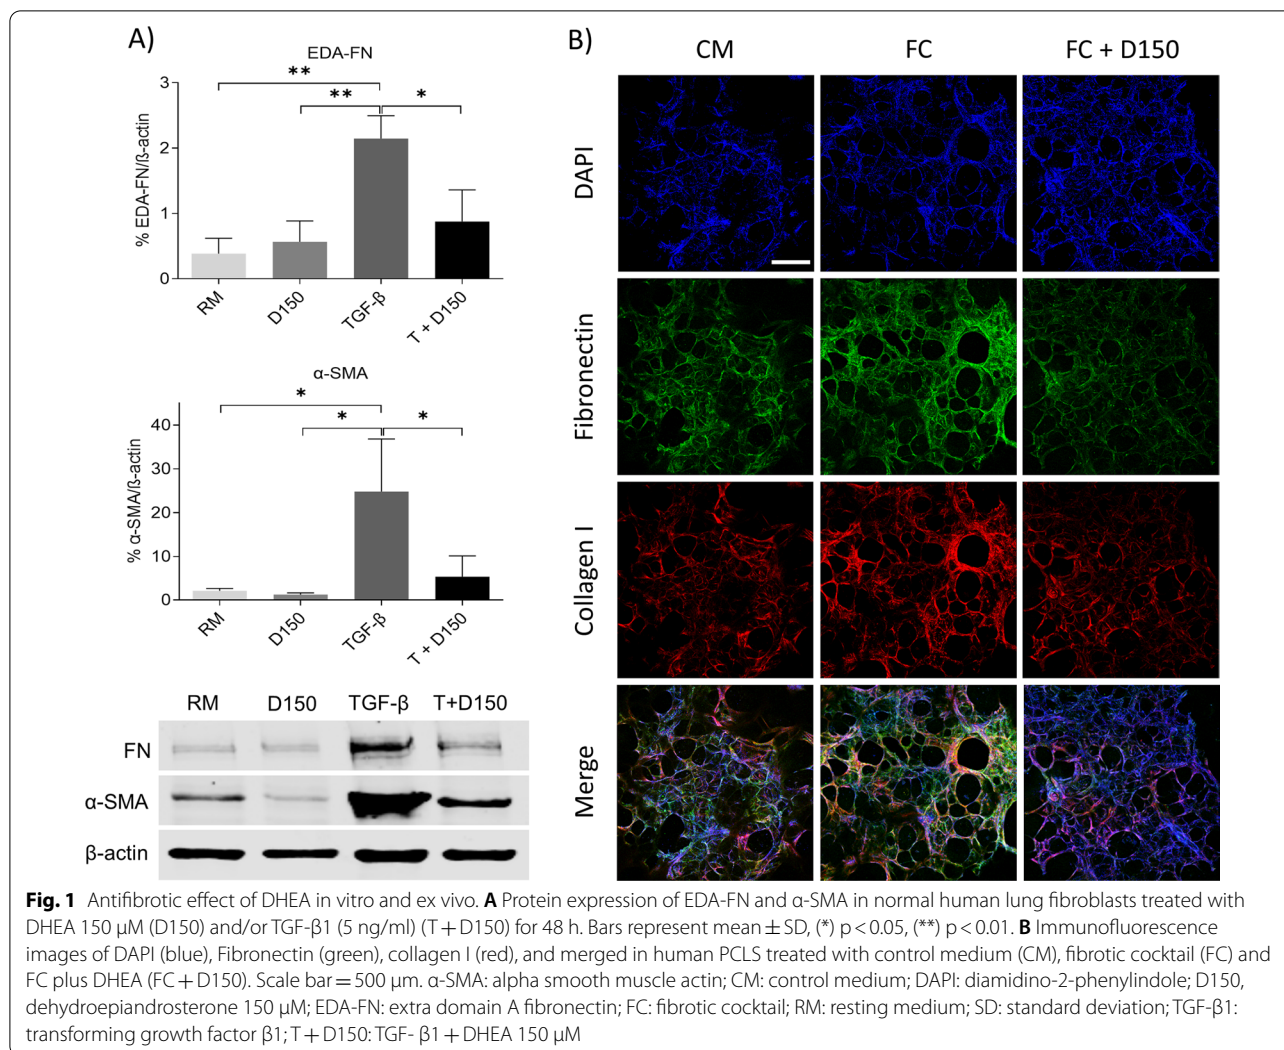 A)
EDA-FN
**
**
*
% EDA-FN/ß-actin
3
2
1
0
RM
D150
TGF-β
T + D150
α-SMA
*
*
*
% α-SMA/ß-actin
40
30
20
10
0
RM
D150
TGF-β
T + D150
RM D150 TGF-β T+D150
FN
α-SMA
β-actin
B)
CM FC FC + D150
DAPI
Fibronectin
Collagen I
Merge
Fig. 1 Antifibrotic effect of DHEA in vitro and ex vivo. A Protein expression of EDA-FN and α-SMA in normal human lung fibroblasts treated with
DHEA 150 μM (D150) and/or TGF-β1 (5 ng/ml) (T + D150) for 48 h. Bars represent mean ± SD, (*) p < 0.05, (**) p < 0.01. B Immunofluorescence
images of DAPI (blue), Fibronectin (green), collagen I (red), and merged in human PCLS treated with control medium (CM), fibrotic cocktail (FC) and
FC plus DHEA (FC + D150). Scale bar = 500 μm. α-SMA: alpha smooth muscle actin; CM: control medium; DAPI: diamidino-2-phenylindole; D150,
dehydroepiandrosterone 150 μM; EDA-FN: extra domain A fibronectin; FC: fibrotic cocktail; RM: resting medium; SD: standard deviation; TGF-β1:
transforming growth factor β1; T + D150: TGF- β1 + DHEA 150 μM